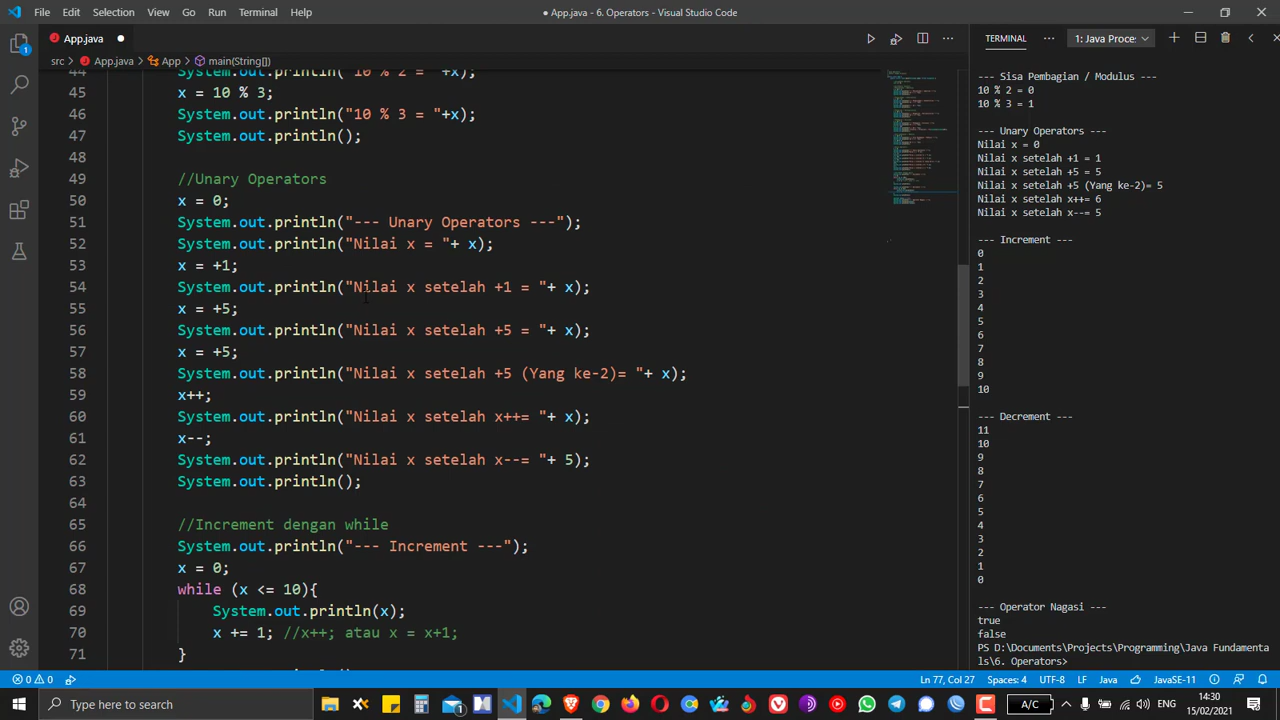 File Edit Selection View Go Run Terminal Help
● App.java - 6. Operators - Visual Studio Code
App.java ●
src > App.java > App > main(String[])
44 System.out.println("10 % 2 = "+x);
45 x = 10 % 3;
46 System.out.println("10 % 3 = "+x);
47 System.out.println();
48
49 //Unary Operators
50 x = 0;
51 System.out.println("--- Unary Operators ---");
52 System.out.println("Nilai x = "+ x);
53 x = +1;
54 System.out.println("Nilai x setelah +1 = "+ x);
55 x = +5;
56 System.out.println("Nilai x setelah +5 = "+ x);
57 x = +5;
58 System.out.println("Nilai x setelah +5 (Yang ke-2)= "+ x);
59 x++;
60 System.out.println("Nilai x setelah x++= "+ x);
61 x--;
62 System.out.println("Nilai x setelah x--= "+ 5);
63 System.out.println();
64
65 //Increment dengan while
66 System.out.println("--- Increment ---");
67 x = 0;
68 while (x <= 10){
69 System.out.println(x);
70 x += 1; //x++; atau x = x+1;
71 }
TERMINAL 1: Java Proce:
--- Sisa Pembagian / Modulus ---
10 % 2 = 0
10 % 3 = 1
--- Unary Operators ---
Nilai x = 0
Nilai x setelah +1 = 1
Nilai x setelah +5 = 5
Nilai x setelah +5 (Yang ke-2)= 5
Nilai x setelah x++= 6
Nilai x setelah x--= 5
--- Increment ---
0
1
2
3
4
5
6
7
8
9
10
--- Decrement ---
11
10
9
8
7
6
5
4
3
2
1
0
--- Operator Nagasi ---
true
false
PS D:\Documents\Projects\Programming\Java Fundamenta
ls\6. Operators>
0 0 Ln 77, Col 27 Spaces: 4 UTF-8 LF Java JavaSE-11
Type here to search
A/C
14:30
15/02/2021